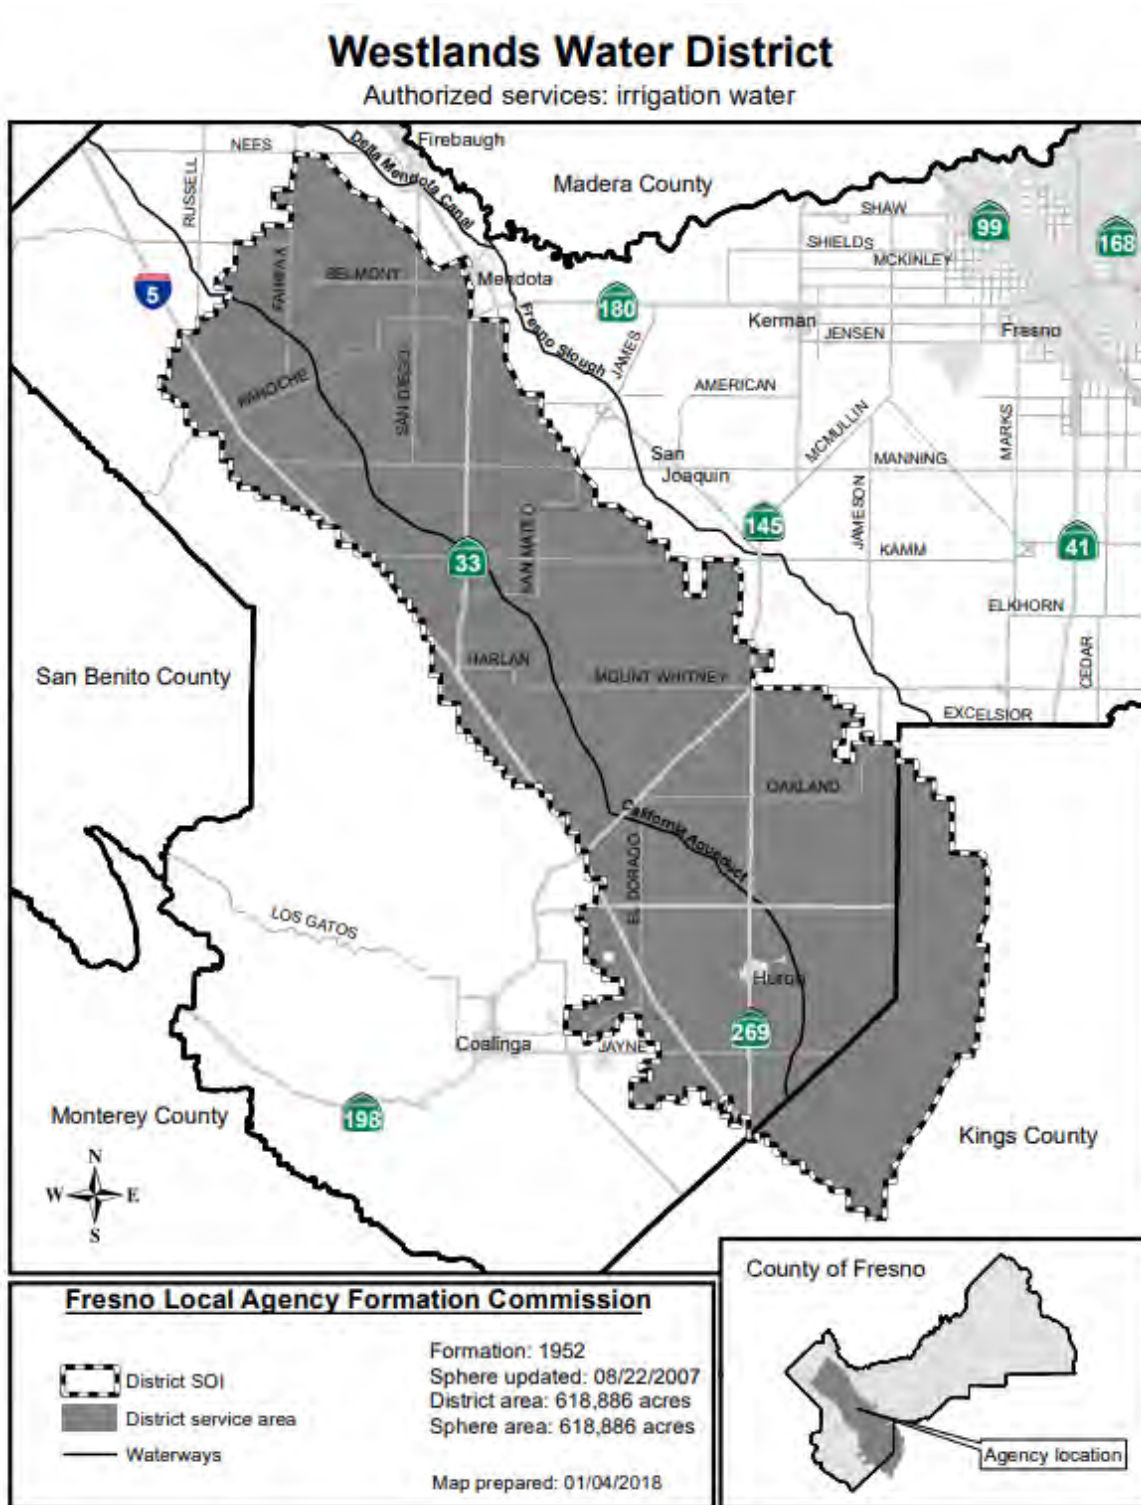 Westlands Water District
Authorized services: irrigation water
Firebaugh
NEES
Delta Mendota Canal
RUSSELL
Madera County
SHAW
99
168
SHIELDS
MCKINLEY
FAIRFAX
BELMONT
Mendota
5
180
Kerman
Fresno
JENSEN
Fresno Slough
JAMES
PANOCHE
SAN DIEGO
AMERICAN
MCMULLIN
MARKS
San
Joaquin
MANNING
JAMESON
145
SAN MATEO
33
KAMM
41
ELKHORN
CEDAR
San Benito County
HARLAN
MOUNT WHITNEY
EXCELSIOR
OAKLAND
California Aqueduct
EL DORADO
LOS GATOS
Huron
269
Coalinga
JAYNE
198
Monterey County
Kings County
N
W
E
S
County of Fresno
Agency location
Fresno Local Agency Formation Commission
District SOI
District service area
Waterways
Formation: 1952
Sphere updated: 08/22/2007
District area: 618,886 acres
Sphere area: 618,886 acres
Map prepared: 01/04/2018